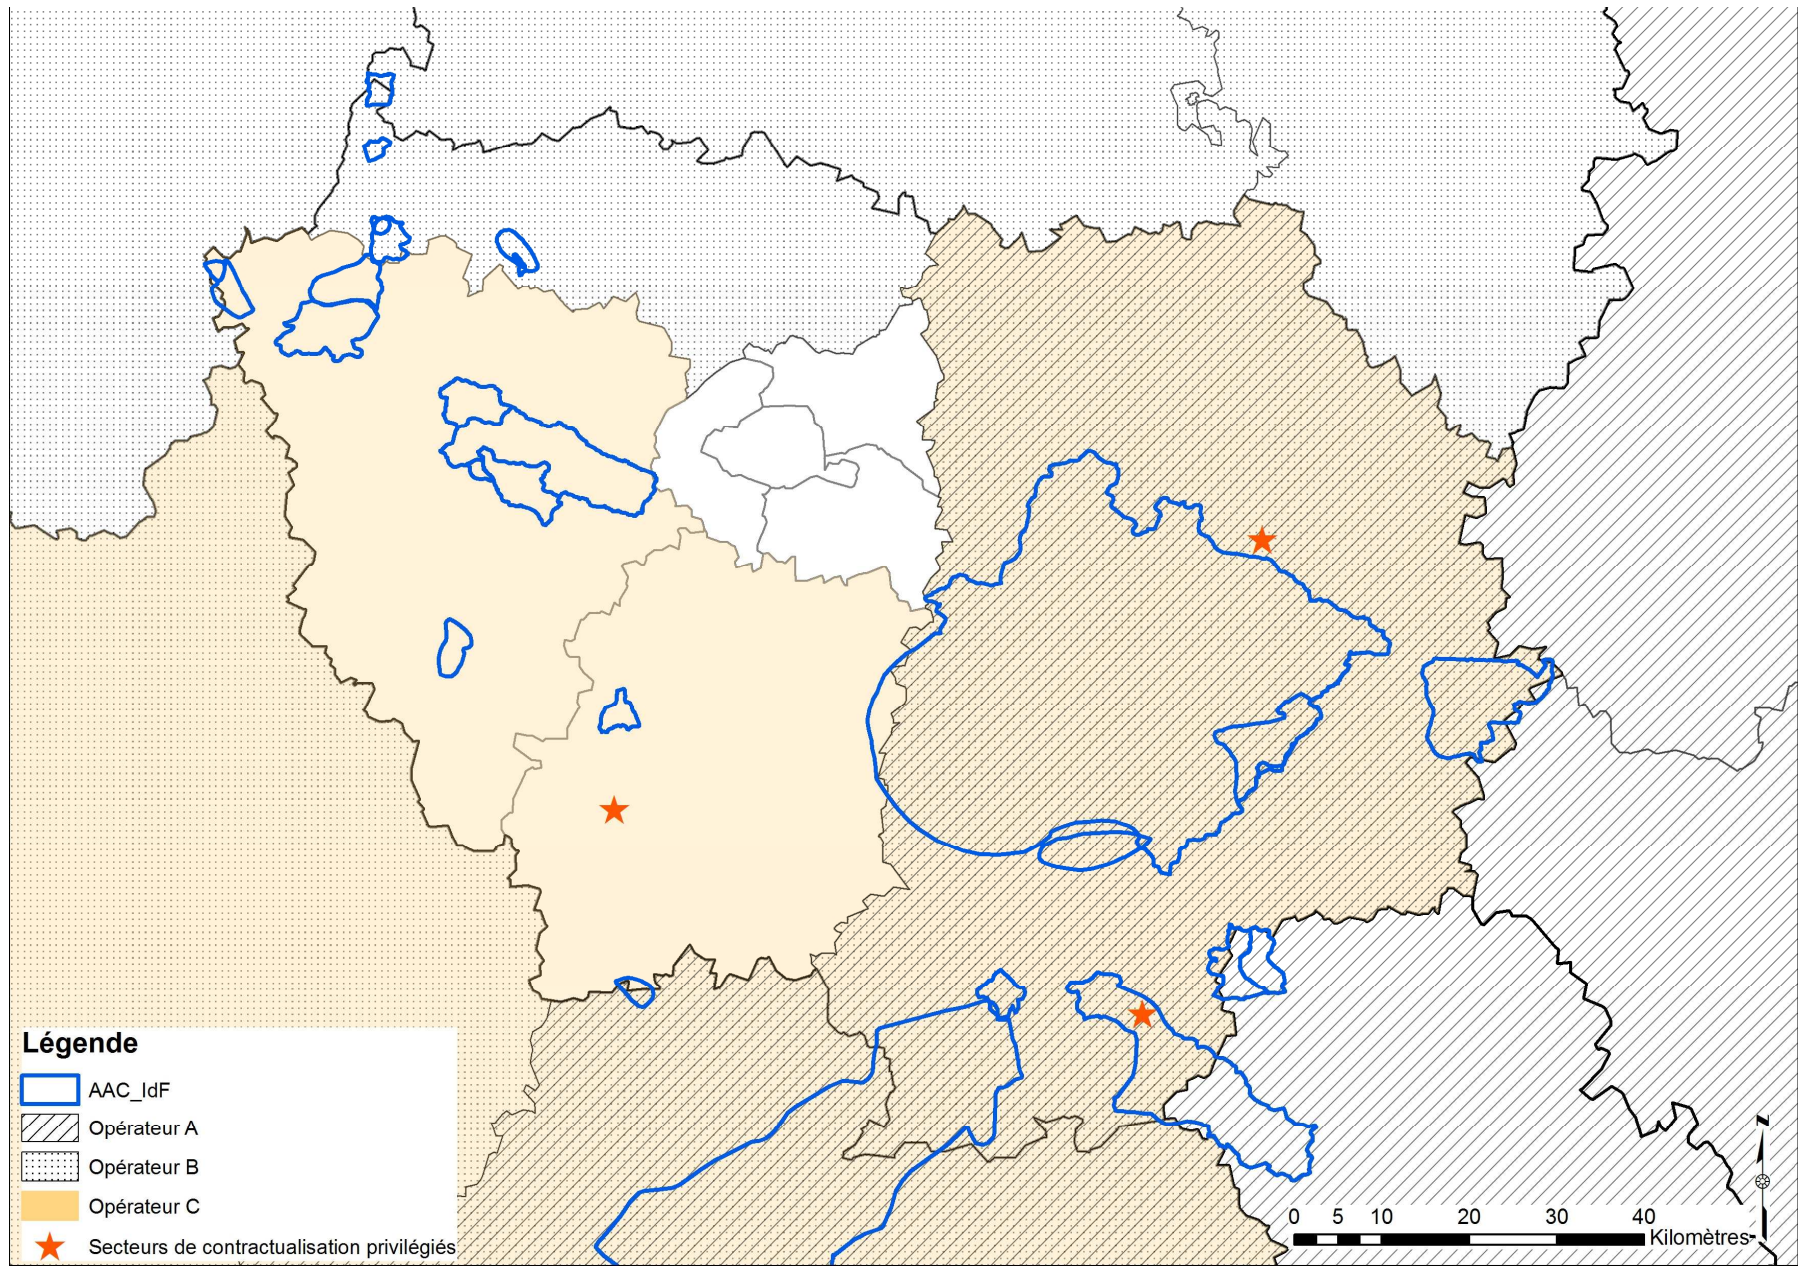 Légende
AAC_IdF
Opérateur A
Opérateur B
Opérateur C
Secteurs de contractualisation privilégiés
N
0 5 10 20 30 40
Kilomètres